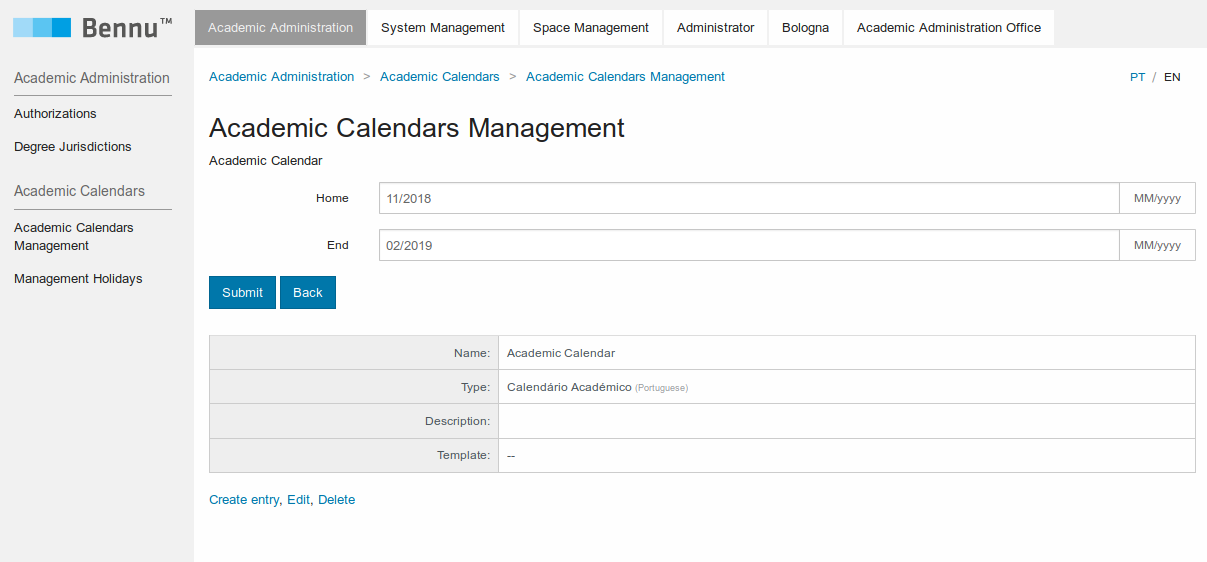 Bennu™
Academic Administration System Management Space Management Administrator Bologna Academic Administration Office
Academic Administration
Authorizations
Degree Jurisdictions
Academic Calendars
Academic Calendars
Management
Management Holidays
Academic Administration > Academic Calendars > Academic Calendars Management
PT / EN
Academic Calendars Management
Academic Calendar
Home 11/2018 MM/yyyy
End 02/2019 MM/yyyy
Submit Back
Name: Academic Calendar
Type: Calendário Académico (Portuguese)
Description:
Template: --
Create entry, Edit, Delete